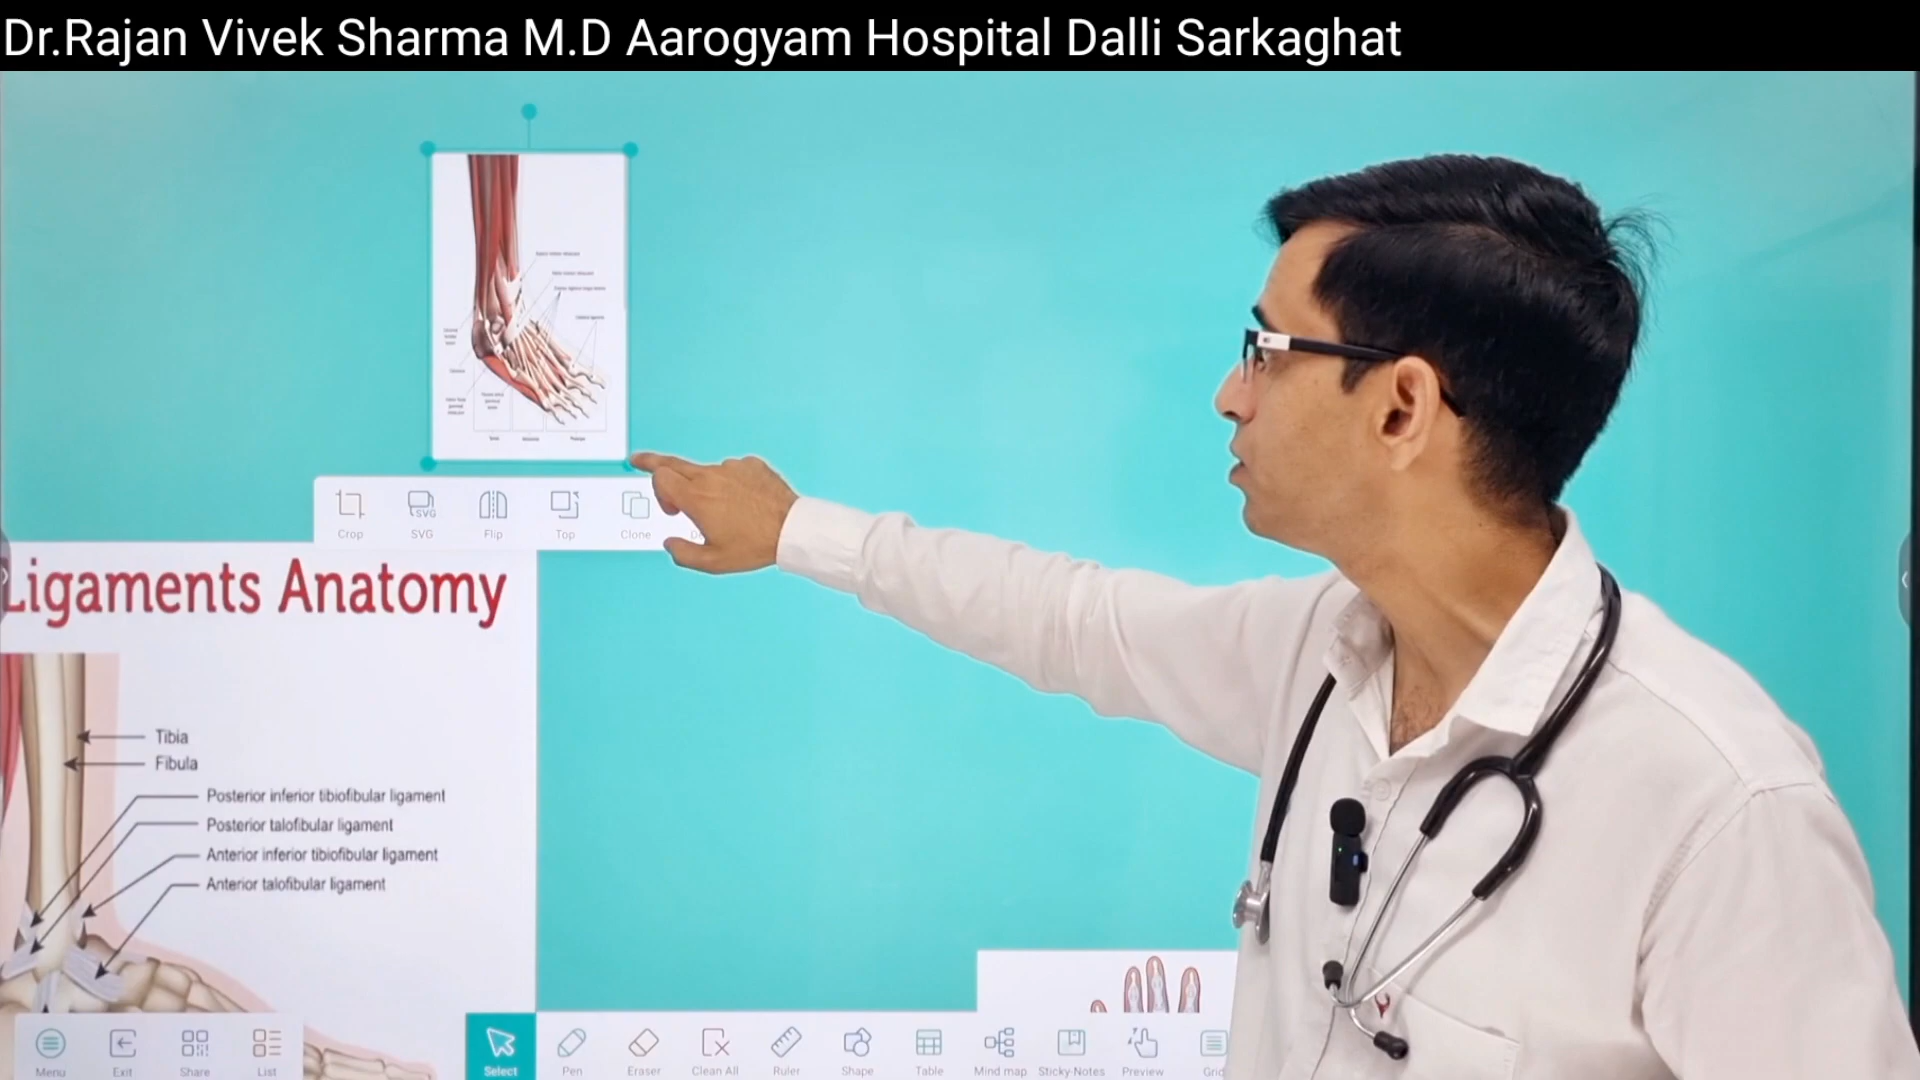 Dr.Rajan Vivek Sharma M.D Aarogyam Hospital Dalli Sarkaghat
Crop
SVG
Flip
Top
Clone
Ligaments Anatomy
Tibia
Fibula
Posterior inferior tibiofibular ligament
Posterior talofibular ligament
Anterior inferior tibiofibular ligament
Anterior talofibular ligament
Menu
Exit
Share
List
Select
Pen
Eraser
Clean All
Ruler
Shape
Table
Mind map
Sticky Notes
Preview
Grid